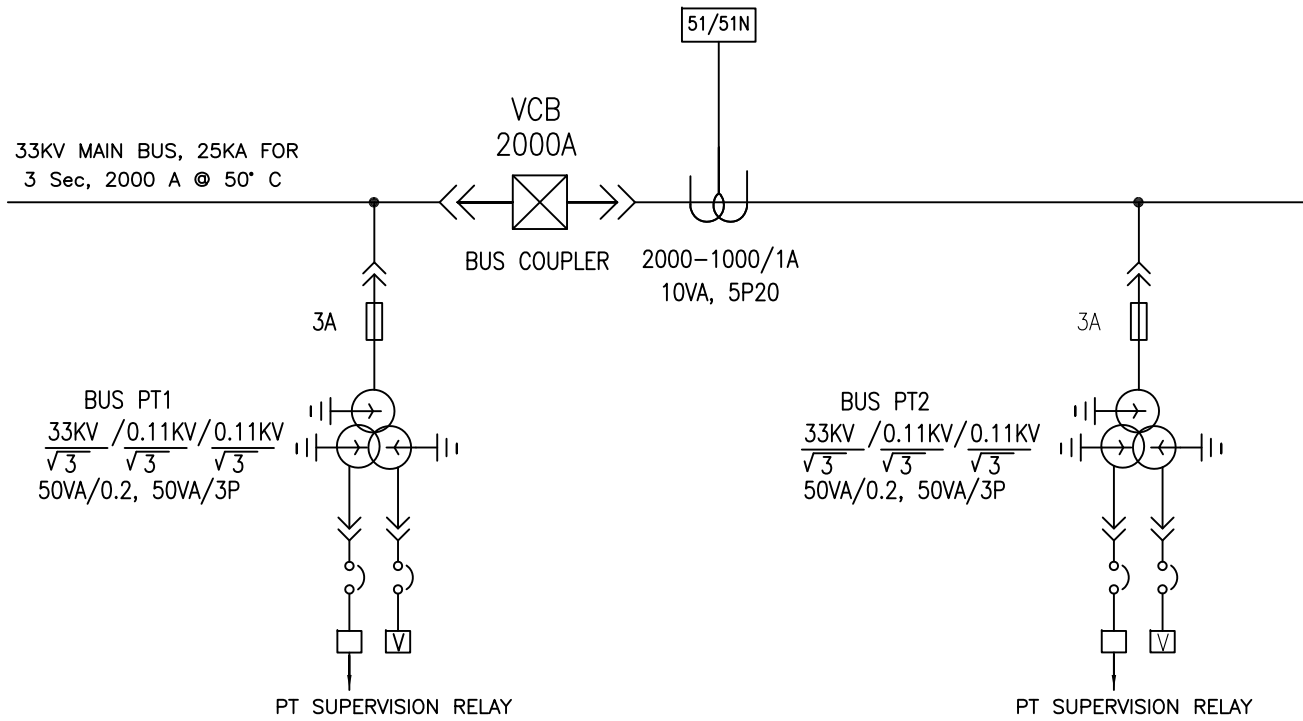 51/51N
VCB
2000A
33KV MAIN BUS, 25KA FOR
3 Sec, 2000 A @ 50° C
BUS COUPLER
2000-1000/1A
10VA, 5P20
3A
3A
BUS PT1
33KV/0.11KV/0.11KV
√3 √3 √3
50VA/0.2, 50VA/3P
BUS PT2
33KV/0.11KV/0.11KV
√3 √3 √3
50VA/0.2, 50VA/3P
V
V
PT SUPERVISION RELAY
PT SUPERVISION RELAY